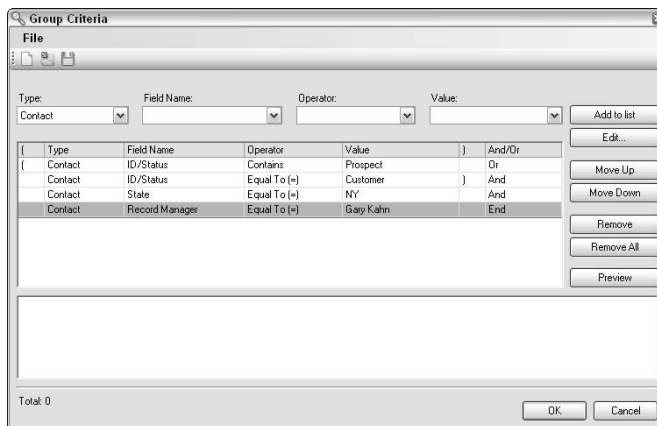 Group Criteria
File
Type: Field Name: Operator: Value:
Contact
Add to list
Edit...
( Type Field Name Operator Value ) And/Or
( Contact ID/Status Contains Prospect Or
Contact ID/Status Equal To (=) Customer ) And
Contact State Equal To (=) NY And
Contact Record Manager Equal To (=) Gary Kahn End
Move Up
Move Down
Remove
Remove All
Preview
Total: 0
OK Cancel